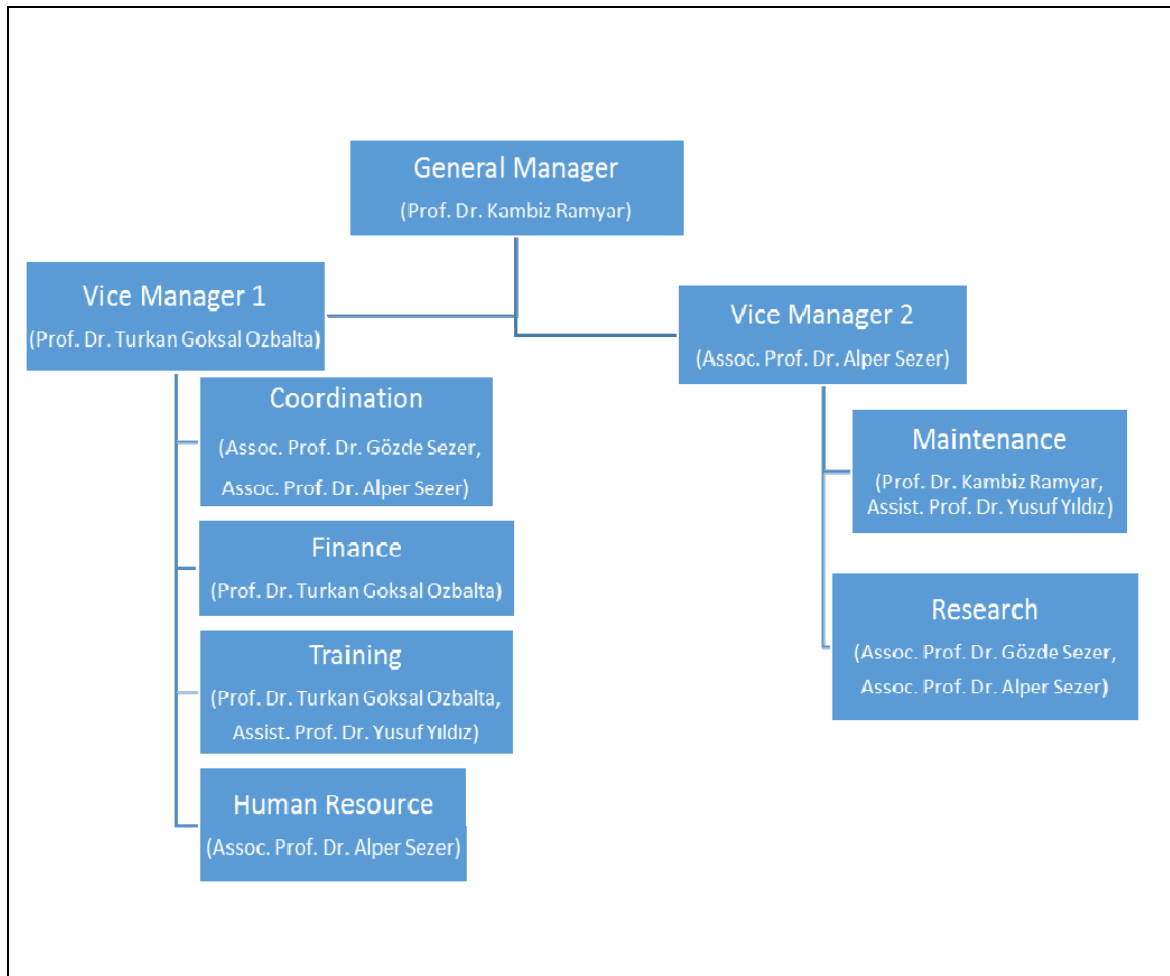 General Manager
(Prof. Dr. Kambiz Ramyar)
Vice Manager 1
(Prof. Dr. Turkan Goksal Ozbalta)
Vice Manager 2
(Assoc. Prof. Dr. Alper Sezer)
Coordination
(Assoc. Prof. Dr. Gözde Sezer,
Assoc. Prof. Dr. Alper Sezer)
Finance
(Prof. Dr. Turkan Goksal Ozbalta)
Training
(Prof. Dr. Turkan Goksal Ozbalta,
Assist. Prof. Dr. Yusuf Yıldız)
Human Resource
(Assoc. Prof. Dr. Alper Sezer)
Maintenance
(Prof. Dr. Kambiz Ramyar,
Assist. Prof. Dr. Yusuf Yıldız)
Research
(Assoc. Prof. Dr. Gözde Sezer,
Assoc. Prof. Dr. Alper Sezer)